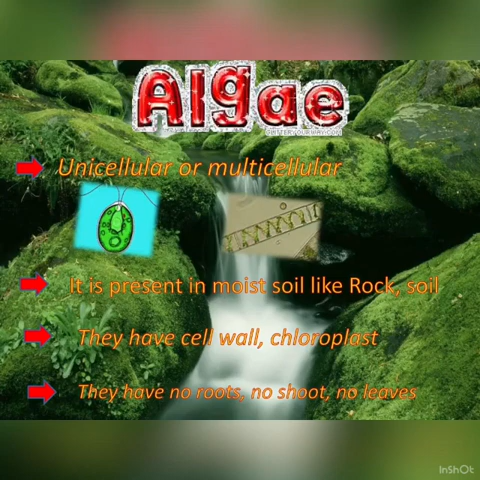 Algae
Unicellular or multicellular
It is present in moist soil like Rock, soil
They have cell wall, chloroplast
They have no roots, no shoot, no leaves
InShOt